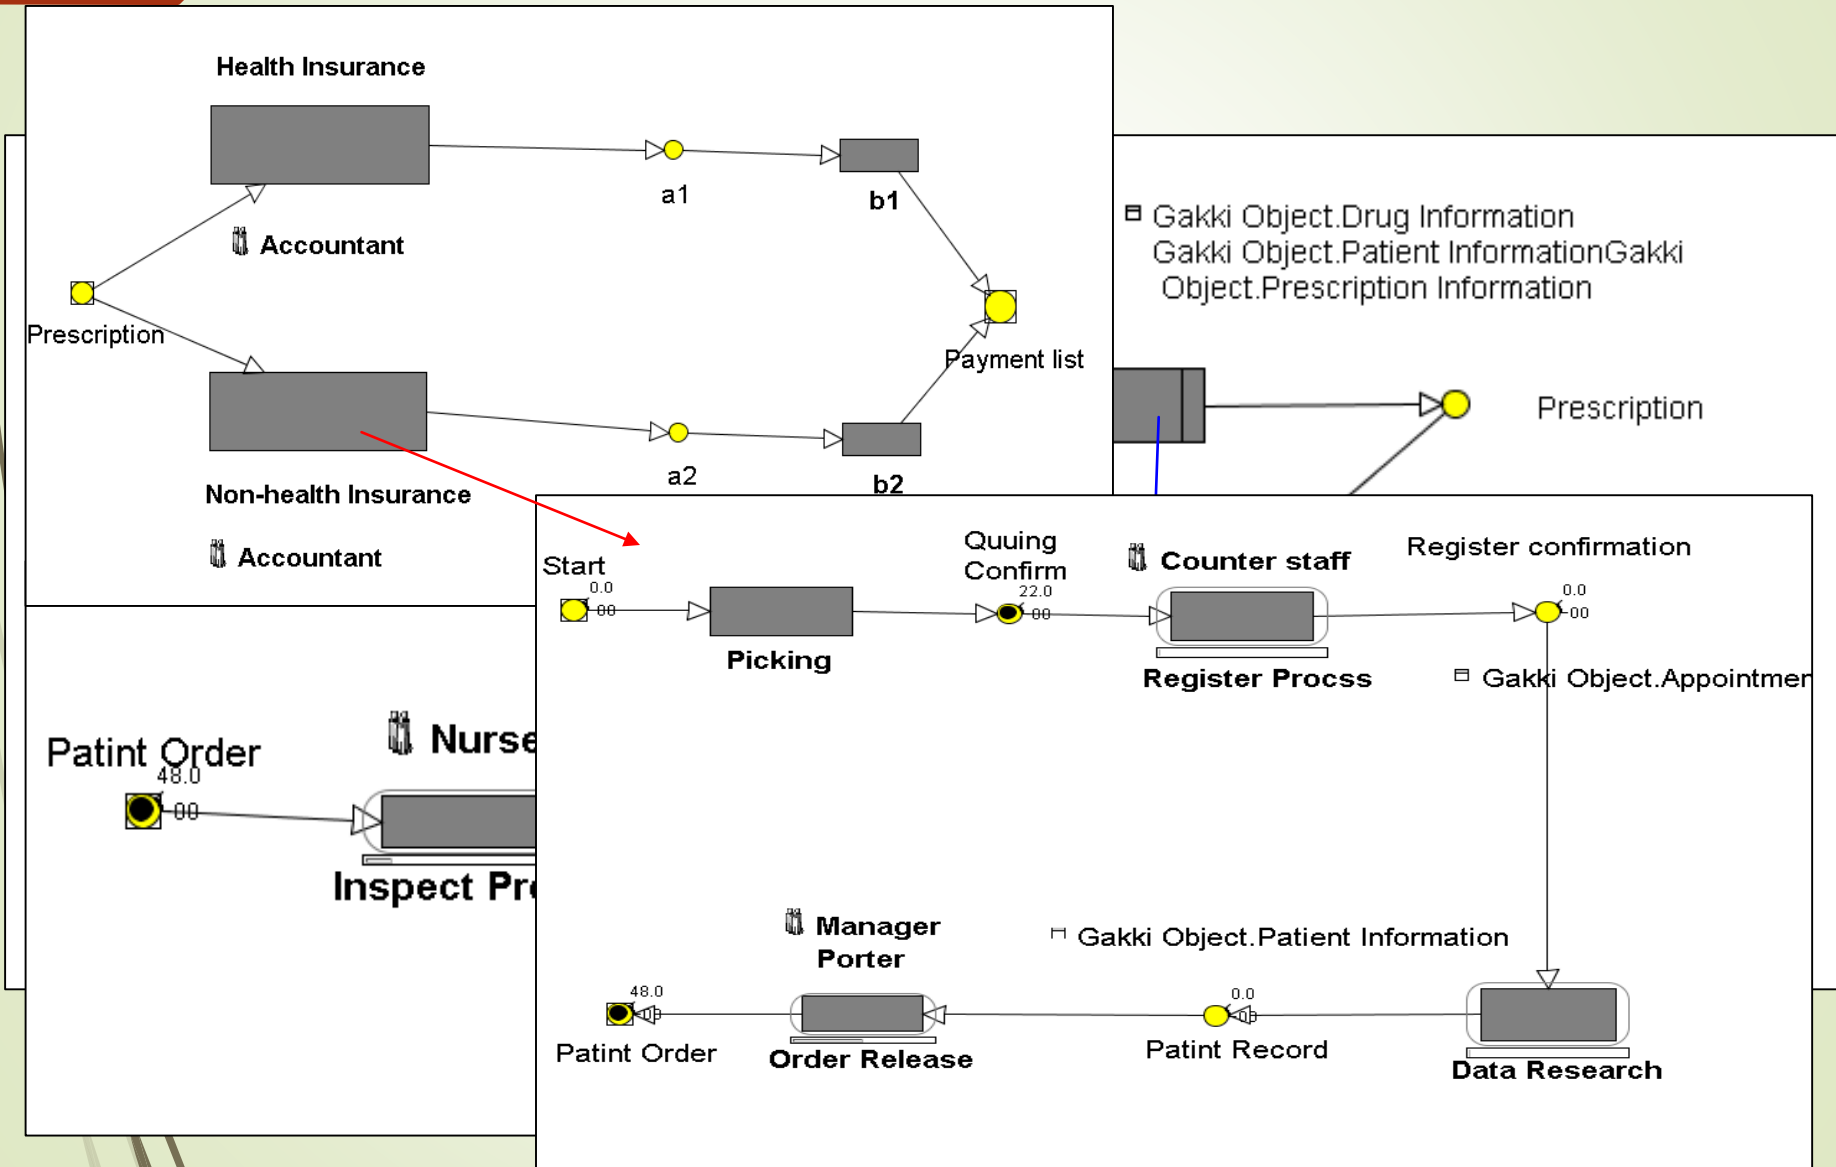 Health Insurance
a1
b1
Accountant
Prescription
Payment list
a2
b2
Non-health Insurance
Accountant
Gakki Object.Drug Information
Gakki Object.Patient InformationGakki
Object.Prescription Information
Prescription
Start
0.0
00
Picking
Quuing
Confirm
22.0
00
Counter staff
Register Procss
Register confirmation
0.0
00
Gakki Object.Appointmen
Patint Order
48.0
00
Nurse
Inspect Pro
Manager
Porter
Gakki Object.Patient Information
48.0
Patint Order
Order Release
0.0
Patint Record
Data Research